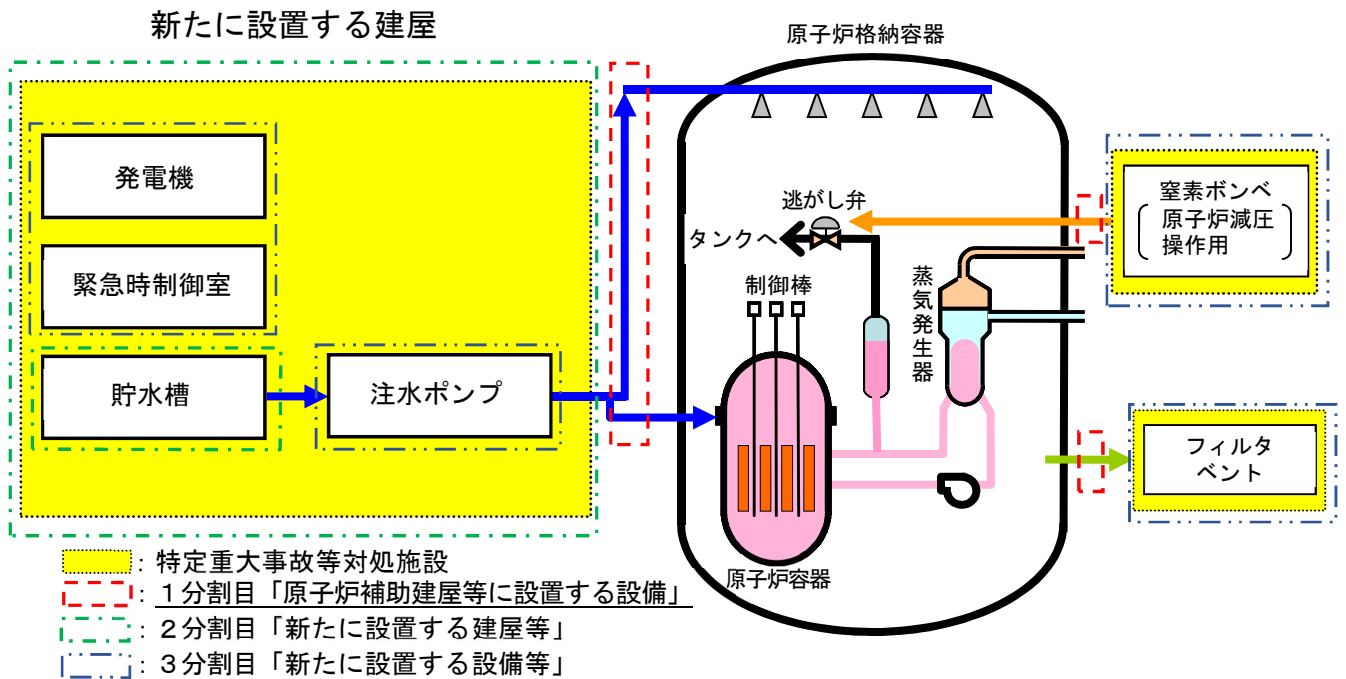 新たに設置する建屋
原子炉格納容器
発電機
緊急時制御室
貯水槽
注水ポンプ
逃がし弁
タンクへ
制御棒
蒸気発生器
原子炉容器
窒素ボンベ
原子炉減圧
操作用
フィルタ
ベント
：特定重大事故等対処施設
：１分割目「原子炉補助建屋等に設置する設備」
：２分割目「新たに設置する建屋等」
：３分割目「新たに設置する設備等」